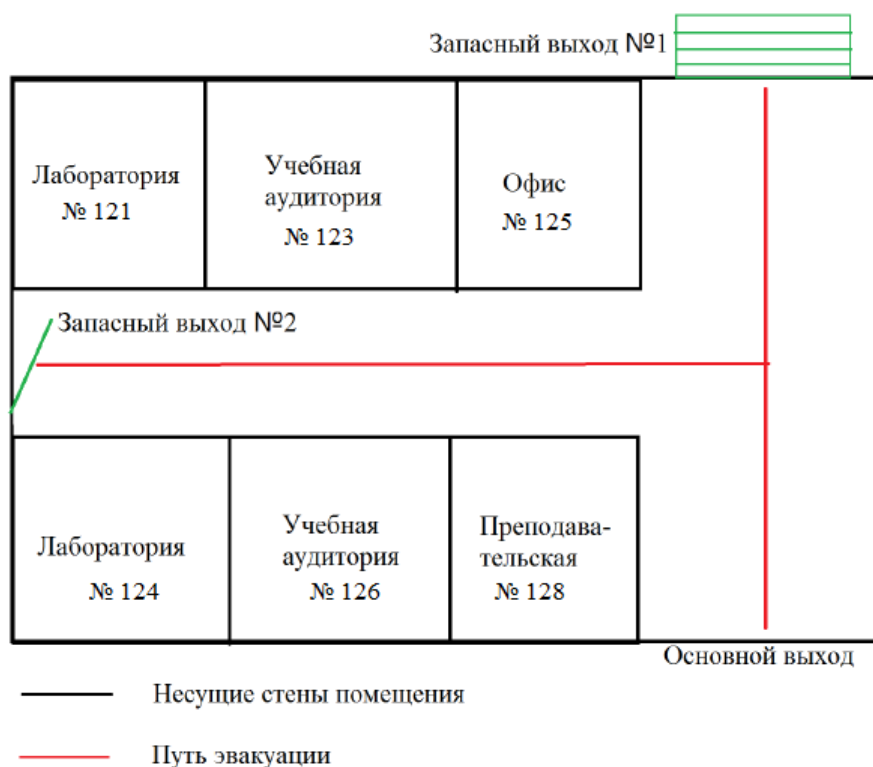 Запасный выход №1
Лаборатория
№ 121
Учебная
аудитория
№ 123
Офис
№ 125
Запасный выход №2
Лаборатория
№ 124
Учебная
аудитория
№ 126
Преподава-
тельская
№ 128
Основной выход
Несущие стены помещения
Путь эвакуации